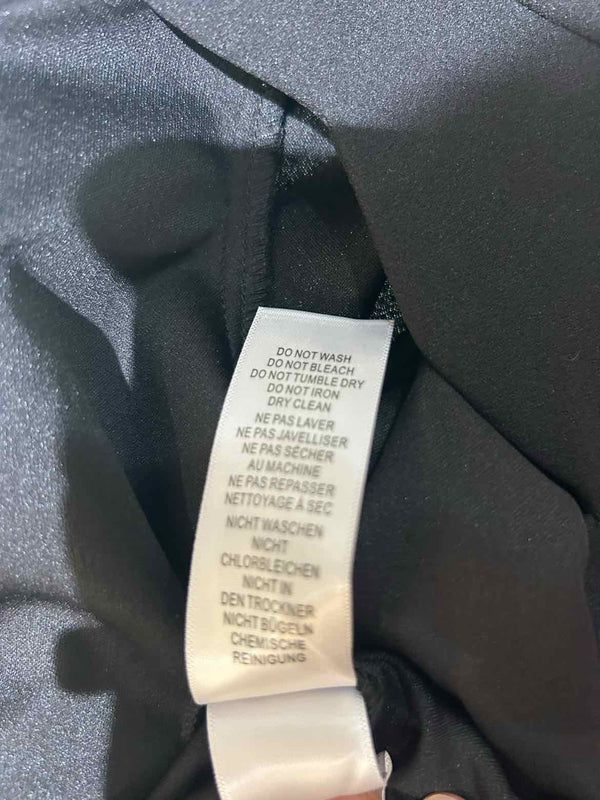 DO NOT WASH
DO NOT BLEACH
DO NOT TUMBLE DRY
DO NOT IRON
DRY CLEAN
NE PAS LAVER
NE PAS JAVELLISER
NE PAS SÉCHER
AU MACHINE
NE PAS REPASSER
NETTOYAGE À SEC
NICHT WASCHEN
NICHT
CHLORBLEICHEN
NICHT IN
DEN TROCKNER
NICHT BÜGELN
CHEMISCHE
REINIGUNG